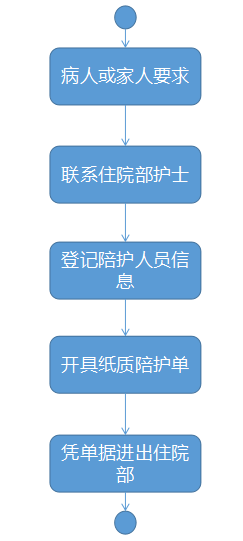 病人或家人要求
联系住院部护士
登记陪护人员信
息
开具纸质陪护单
凭单据进出住院
部